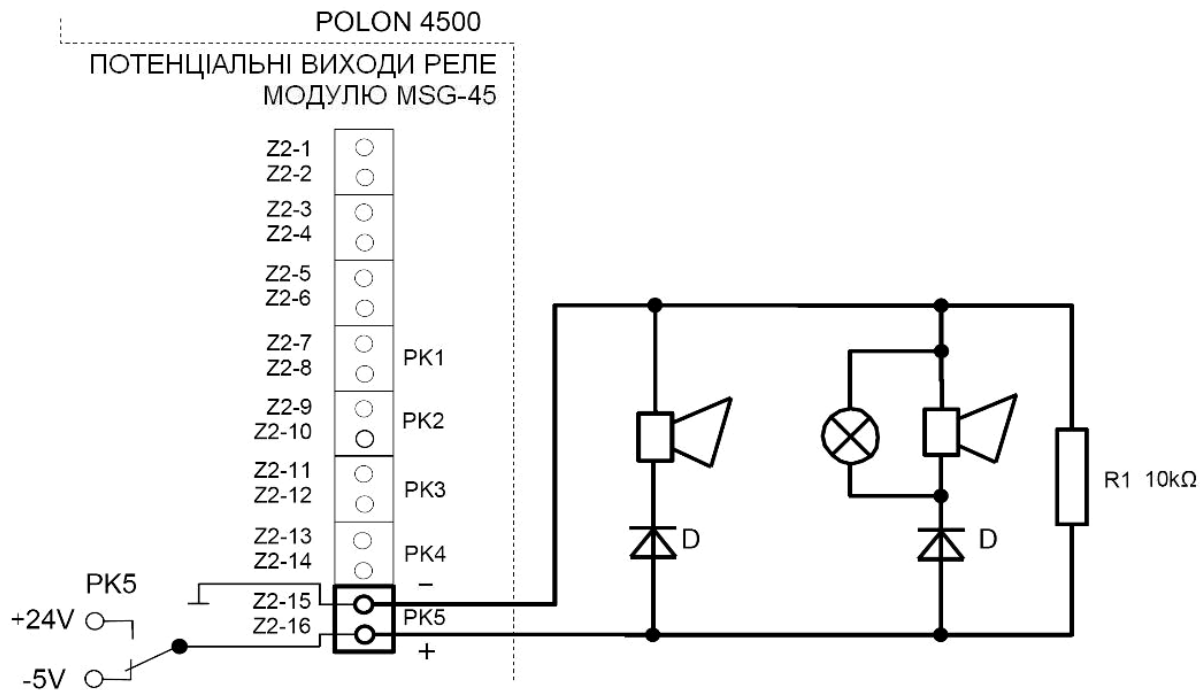 POLON 4500
ПОТЕНЦІАЛЬНІ ВИХОДИ РЕЛЕ
МОДУЛЮ MSG-45
Z2-1
Z2-2
Z2-3
Z2-4
Z2-5
Z2-6
Z2-7
Z2-8
PK1
Z2-9
Z2-10
PK2
Z2-11
Z2-12
PK3
Z2-13
Z2-14
PK4
−
Z2-15
Z2-16
PK5
+
PK5
+24V
-5V
D
D
R1 10kΩ